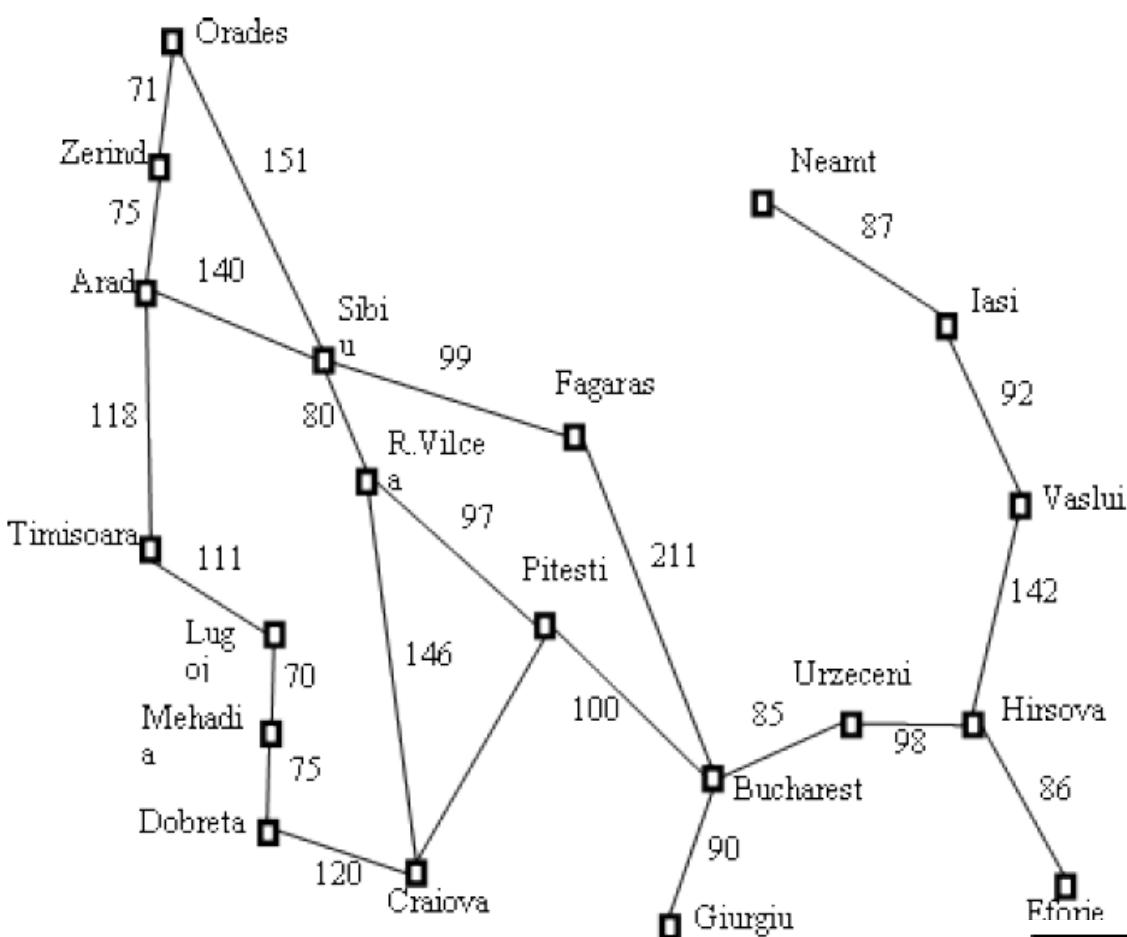 Orades
71
Zerind
151
Neamt
75
87
Arad
140
Iasi
Sibi
u
99
Fagaras
92
118
80
R.Vilce
a
Vaslui
97
Timisoara
111
Pitesti
211
142
Lug
oj
70
146
Urzeceni
Mehadi
a
100
85
98
Hirsova
75
Bucharest
86
Dobreta
120
90
Craiova
Giurgiu
Eforie